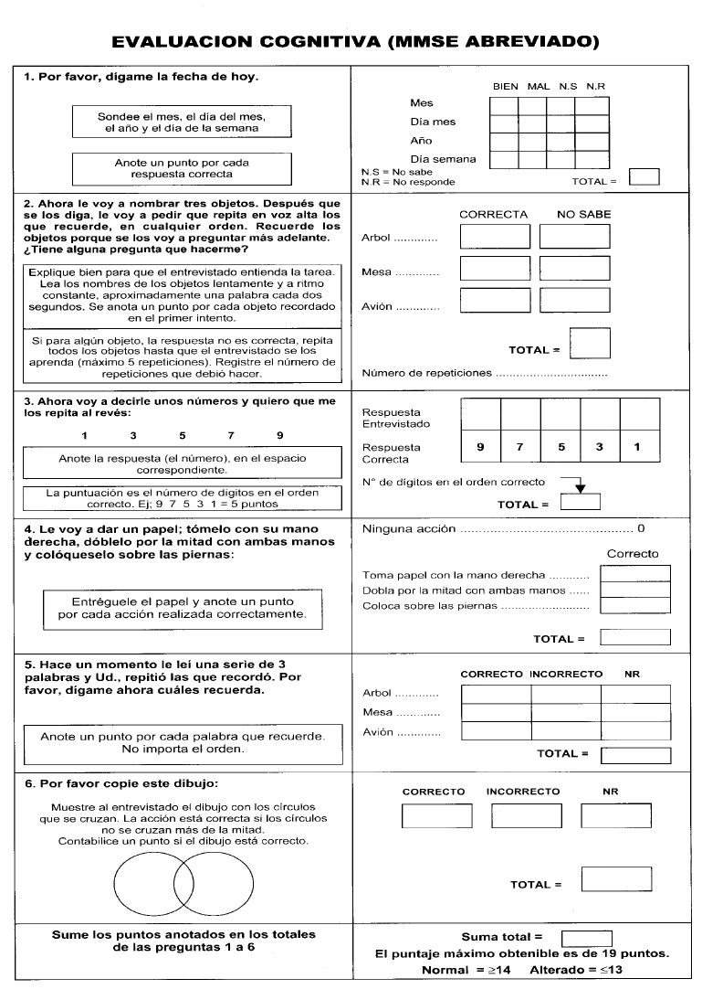 EVALUACION COGNITIVA (MMSE ABREVIADO)
1. Por favor, dígame la fecha de hoy.
Sondee el mes, el día del mes,
el año y el día de la semana
Anote un punto por cada
respuesta correcta
BIEN MAL N.S N.R
Mes
Día mes
Año
Día semana
N.S = No sabe
N.R = No responde
TOTAL =
2. Ahora le voy a nombrar tres objetos. Después que
se los diga, le voy a pedir que repita en voz alta los
que recuerde, en cualquier orden. Recuerde los
objetos porque se los voy a preguntar más adelante.
¿Tiene alguna pregunta que hacerme?
Explique bien para que el entrevistado entienda la tarea.
Lea los nombres de los objetos lentamente y a ritmo
constante, aproximadamente una palabra cada dos
segundos. Se anota un punto por cada objeto recordado
en el primer intento.
Si para algún objeto, la respuesta no es correcta, repita
todos los objetos hasta que el entrevistado se los
aprenda (máximo 5 repeticiones). Registre el número de
repeticiones que debió hacer.
CORRECTA NO SABE
Arbol .............
Mesa .............
Avión .............
TOTAL =
Número de repeticiones .................................
3. Ahora voy a decirle unos números y quiero que me
los repita al revés:
1 3 5 7 9
Anote la respuesta (el número), en el espacio
correspondiente.
La puntuación es el número de dígitos en el orden
correcto. Ej; 9 7 5 3 1 = 5 puntos
Respuesta
Entrevistado
Respuesta
Correcta
9 7 5 3 1
N° de dígitos en el orden correcto
TOTAL =
4. Le voy a dar un papel; tómelo con su mano
derecha, dóblelo por la mitad con ambas manos
y colóqueselo sobre las piernas:
Entréguele el papel y anote un punto
por cada acción realizada correctamente.
Ninguna acción .......................................... 0
Correcto
Toma papel con la mano derecha ............
Dobla por la mitad con ambas manos ......
Coloca sobre las piernas ..........................
TOTAL =
5. Hace un momento le leí una serie de 3
palabras y Ud., repitió las que recordó. Por
favor, dígame ahora cuáles recuerda.
Anote un punto por cada palabra que recuerde.
No importa el orden.
CORRECTO INCORRECTO NR
Arbol .............
Mesa .............
Avión .............
TOTAL =
6. Por favor copie este dibujo:
Muestre al entrevistado el dibujo con los círculos
que se cruzan. La acción está correcta si los círculos
no se cruzan más de la mitad.
Contabilice un punto si el dibujo está correcto.
CORRECTO INCORRECTO NR
TOTAL =
Sume los puntos anotados en los totales
de las preguntas 1 a 6
Suma total =
El puntaje máximo obtenible es de 19 puntos.
Normal = ≥14 Alterado = ≤13